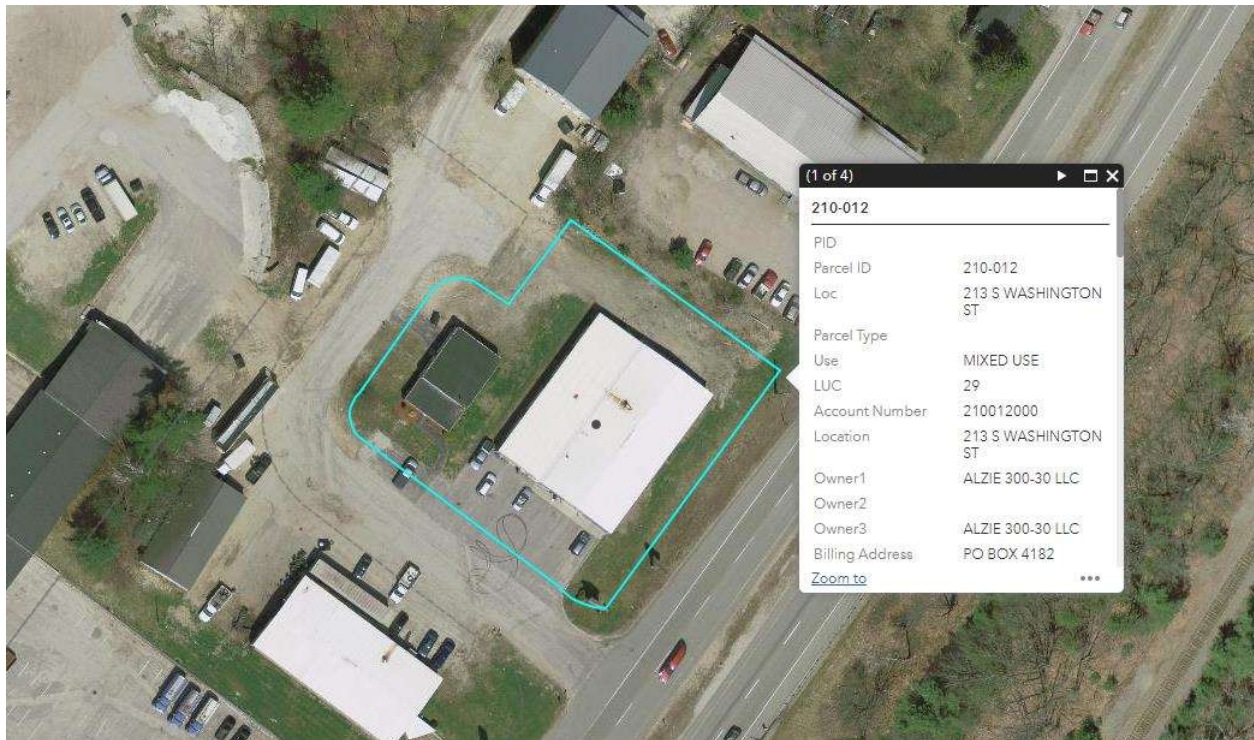 (1 of 4)
210-012
PID
Parcel ID 210-012
Loc 213 S WASHINGTON
ST
Parcel Type
Use MIXED USE
LUC 29
Account Number 210012000
Location 213 S WASHINGTON
ST
Owner1 ALZIE 300-30 LLC
Owner2
Owner3 ALZIE 300-30 LLC
Billing Address PO BOX 4182
Zoom to